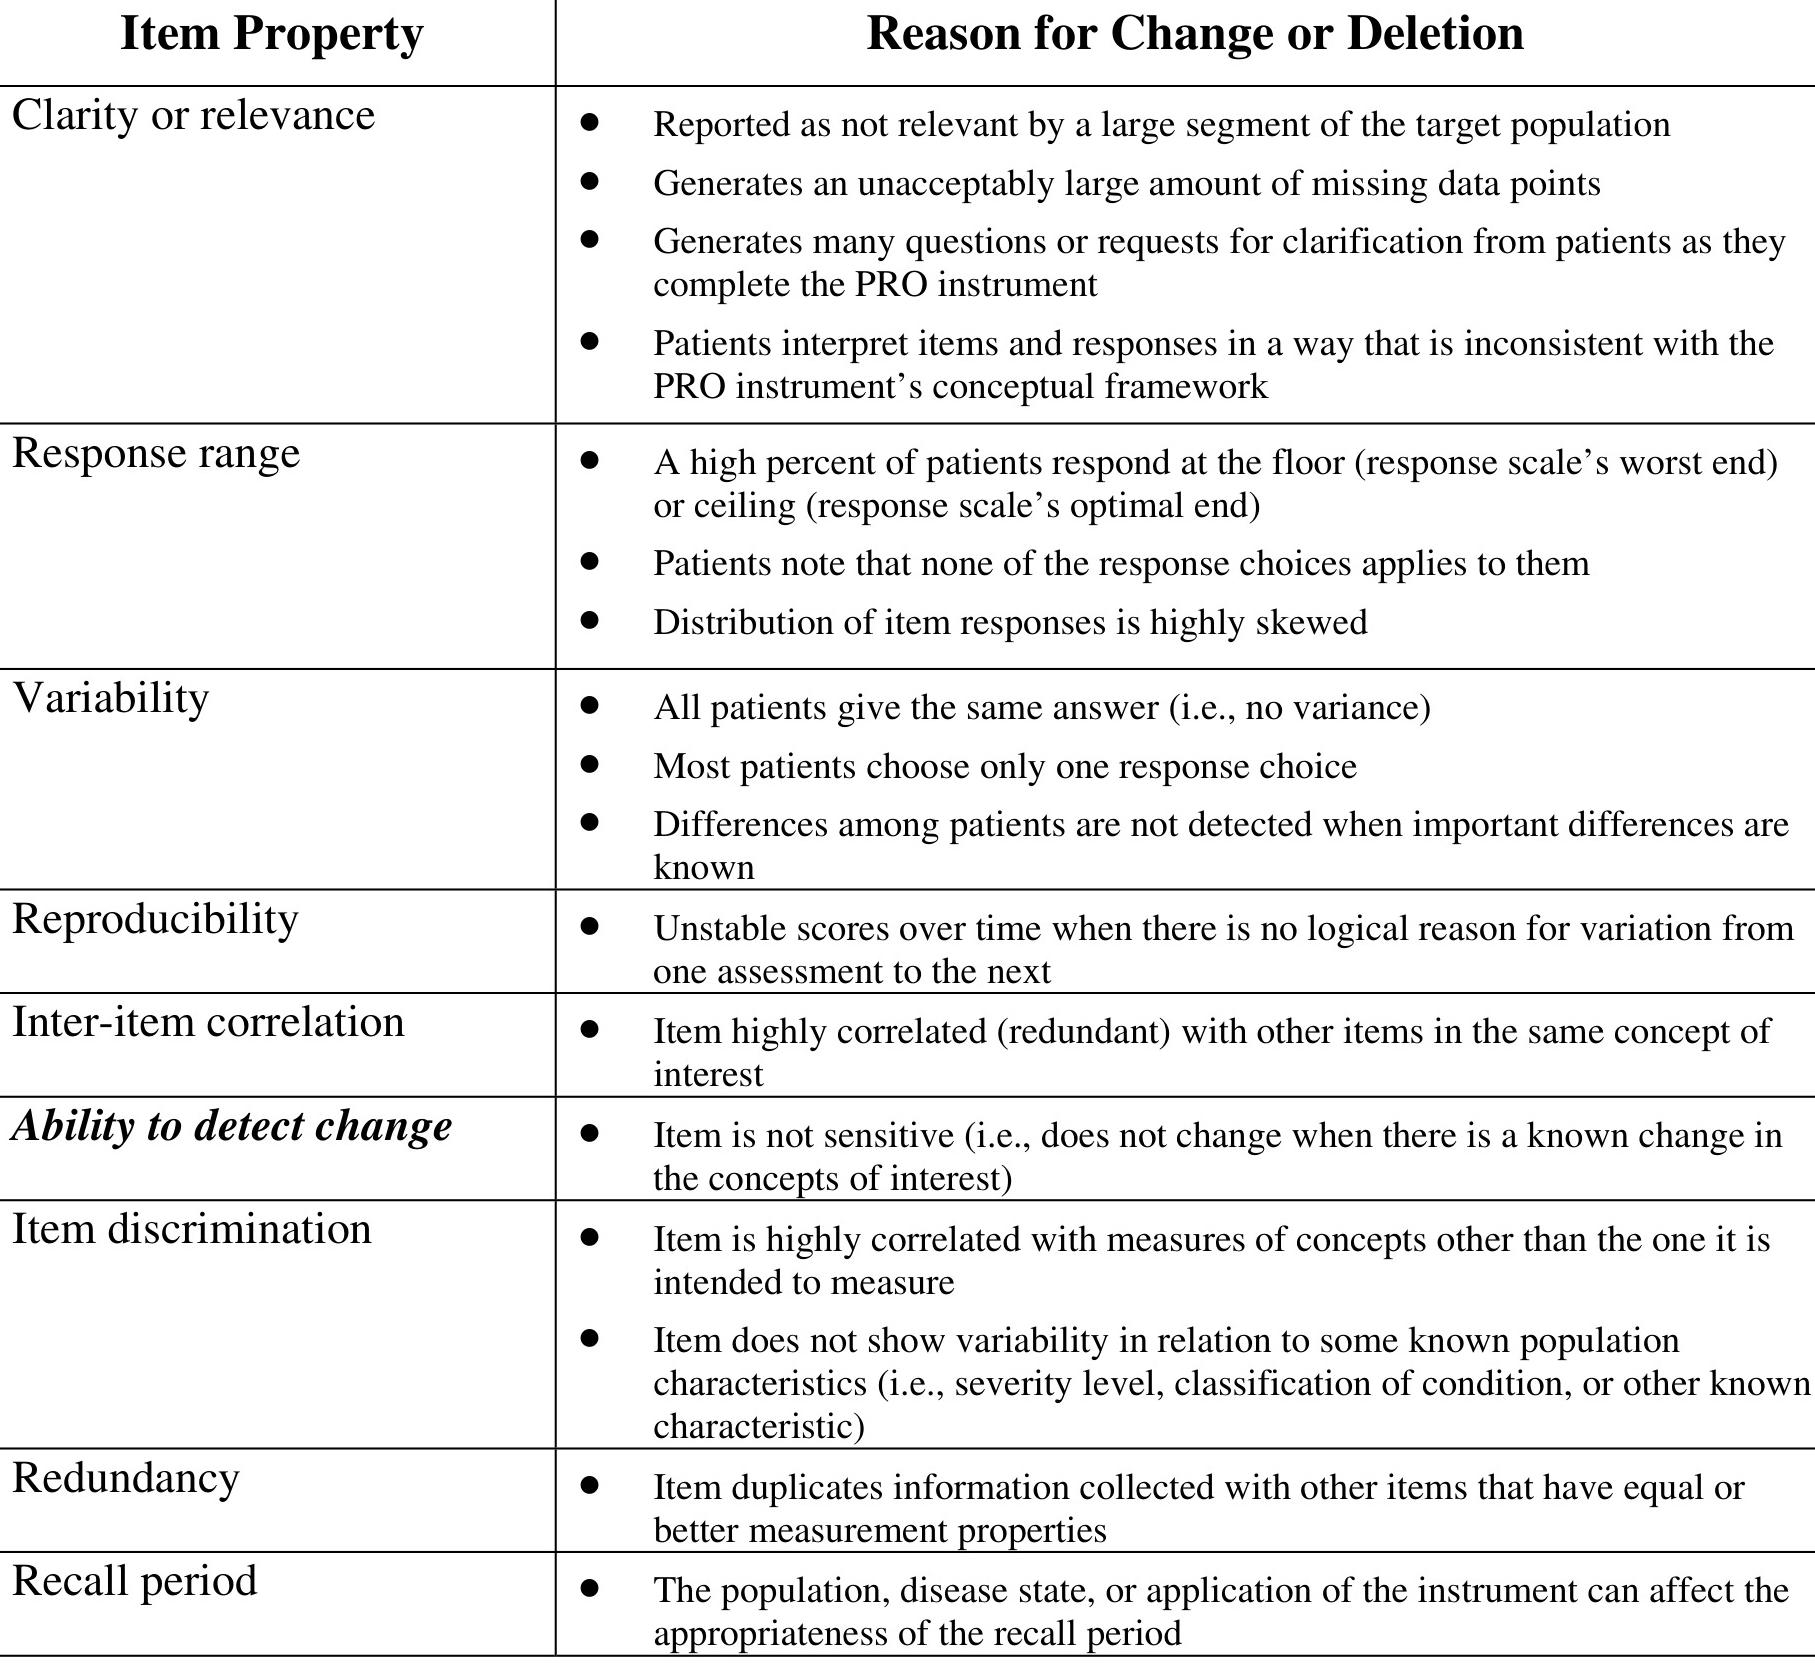 Item Property
Reason for Change or Deletion
Clarity or relevance
● Reported as not relevant by a large segment of the target population
● Generates an unacceptably large amount of missing data points
● Generates many questions or requests for clarification from patients as they
complete the PRO instrument
● Patients interpret items and responses in a way that is inconsistent with the
PRO instrument’s conceptual framework
Response range
● A high percent of patients respond at the floor (response scale’s worst end)
or ceiling (response scale’s optimal end)
● Patients note that none of the response choices applies to them
● Distribution of item responses is highly skewed
Variability
● All patients give the same answer (i.e., no variance)
● Most patients choose only one response choice
● Differences among patients are not detected when important differences are
known
Reproducibility
● Unstable scores over time when there is no logical reason for variation from
one assessment to the next
Inter-item correlation
● Item highly correlated (redundant) with other items in the same concept of
interest
Ability to detect change
● Item is not sensitive (i.e., does not change when there is a known change in
the concepts of interest)
Item discrimination
● Item is highly correlated with measures of concepts other than the one it is
intended to measure
● Item does not show variability in relation to some known population
characteristics (i.e., severity level, classification of condition, or other known
characteristic)
Redundancy
● Item duplicates information collected with other items that have equal or
better measurement properties
Recall period
● The population, disease state, or application of the instrument can affect the
appropriateness of the recall period